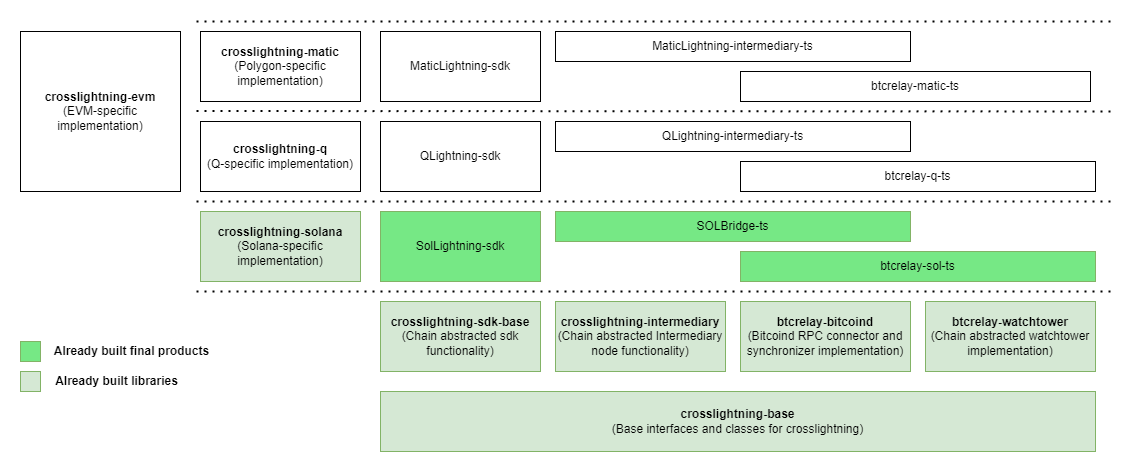 crosslightning-evm
(EVM-specific
implementation)
crosslightning-matic
(Polygon-specific
implementation)
MaticLightning-sdk
MaticLightning-intermediary-ts
btcrelay-matic-ts
crosslightning-q
(Q-specific implementation)
QLightning-sdk
QLightning-intermediary-ts
btcrelay-q-ts
crosslightning-solana
(Solana-specific
implementation)
SolLightning-sdk
SOLBridge-ts
btcrelay-sol-ts
crosslightning-sdk-base
(Chain abstracted sdk
functionality)
crosslightning-intermediary
(Chain abstracted Intermediary
node functionality)
btcrelay-bitcoind
(Bitcoind RPC connector and
synchronizer implementation)
btcrelay-watchtower
(Chain abstracted watchtower
implementation)
Already built final products
Already built libraries
crosslightning-base
(Base interfaces and classes for crosslightning)